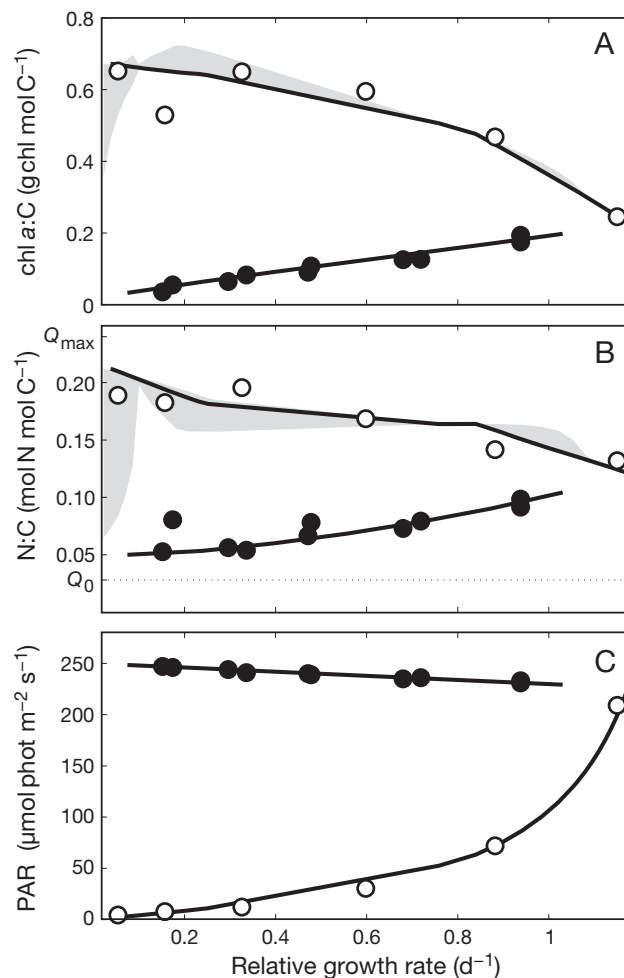 A
chl a:C (gchl mol C⁻¹)
0.8
0.6
0.4
0.2
0
B
N:C (mol N mol C⁻¹)
Qmax
0.20
0.15
0.10
0.05
Q0
C
PAR (µmol phot m⁻² s⁻¹)
250
200
150
100
50
0
0.2 0.4 0.6 0.8 1
Relative growth rate (d⁻¹)